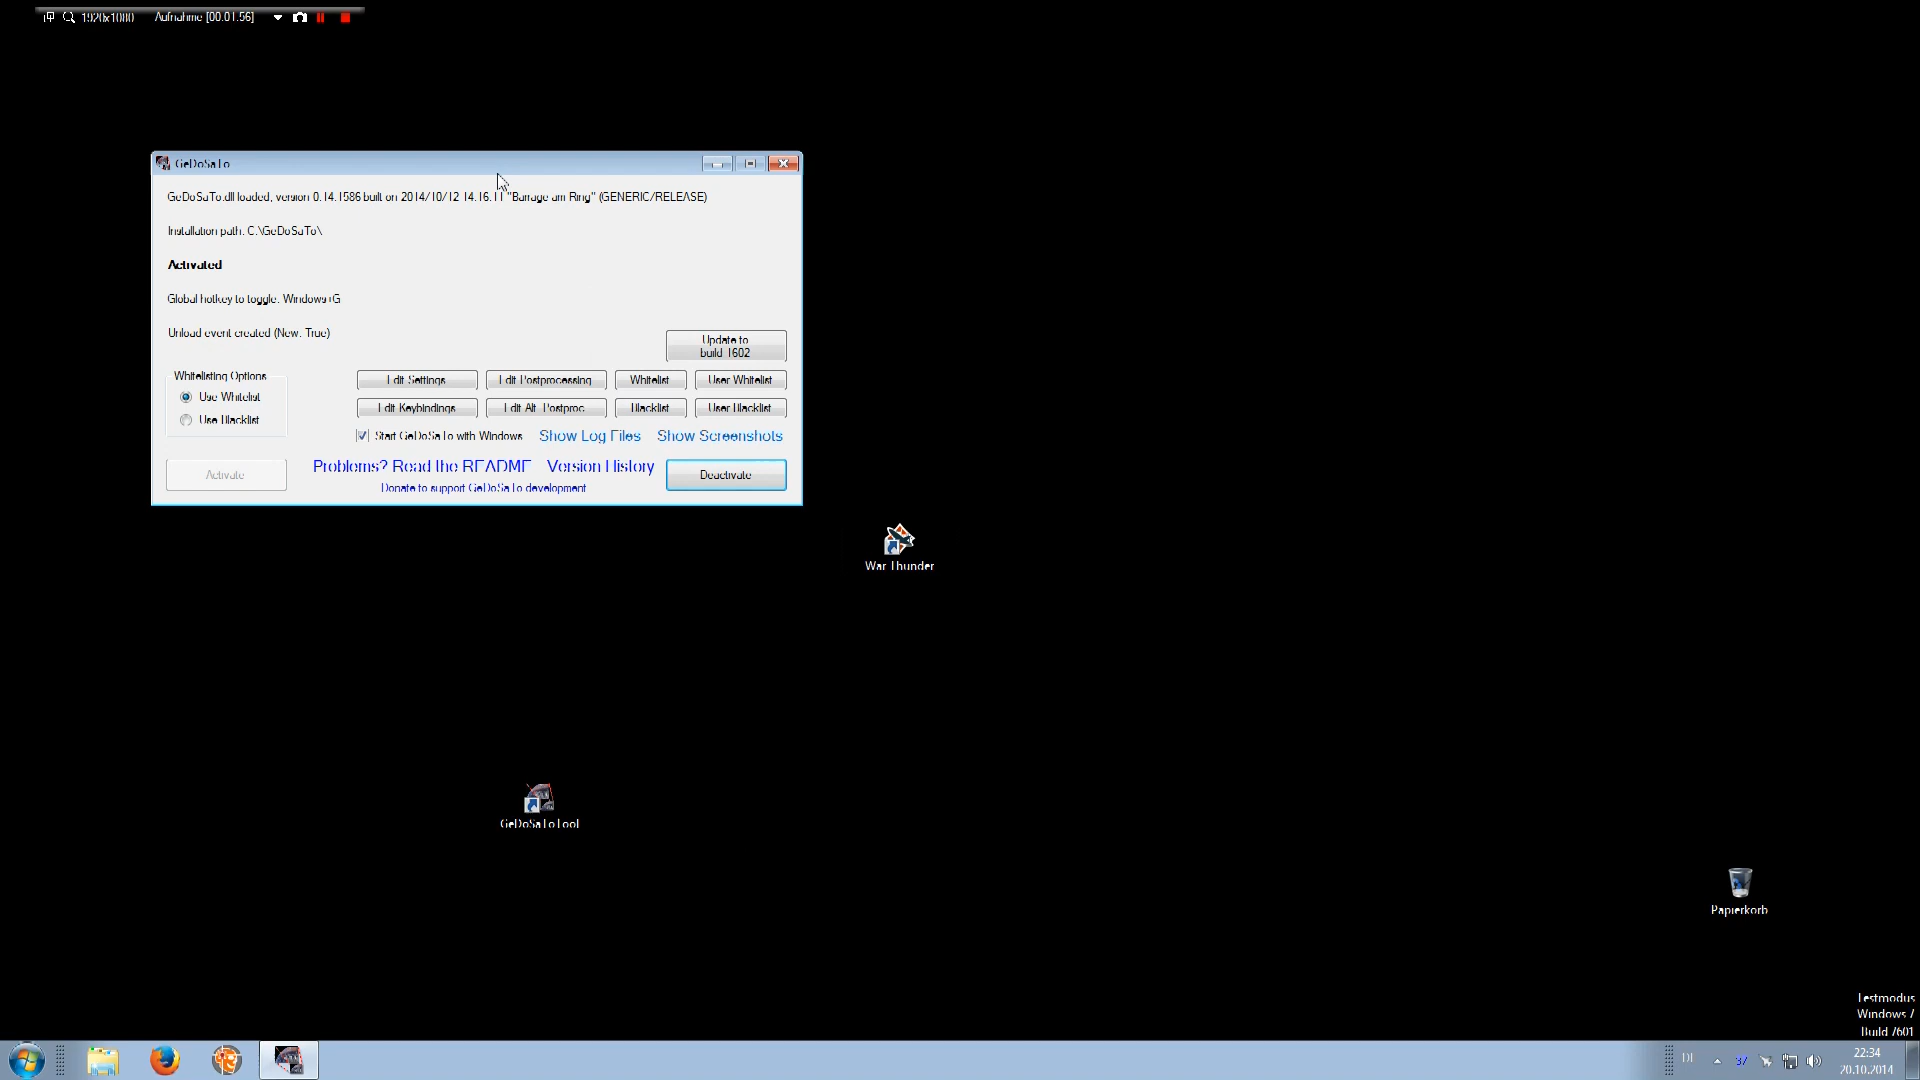 1920x1080 Aufnahme [00:01:56]
GeDoSaTo
GeDoSaTo.dll loaded, version 0.14.1586 built on 2014/10/12 14:16:11 "Barrage am Ring" (GENERIC/RELEASE)
Installation path: C:\GeDoSaTo\
Activated
Global hotkey to toggle: Windows+G
Unload event created (New: True)
Update to
build 1602
Whitelisting Options
Use Whitelist
Use Blacklist
Edit Settings
Edit Postprocessing
Whitelist
User Whitelist
Edit Keybindings
Edit Alt. Postproc.
Blacklist
User Blacklist
Start GeDoSaTo with Windows
Show Log Files
Show Screenshots
Activate
Problems? Read the README
Version History
Donate to support GeDoSaTo development
Deactivate
War Thunder
GeDoSaToTool
Papierkorb
Testmodus
Windows 7
Build 7601
DE
37
22:34
20.10.2014